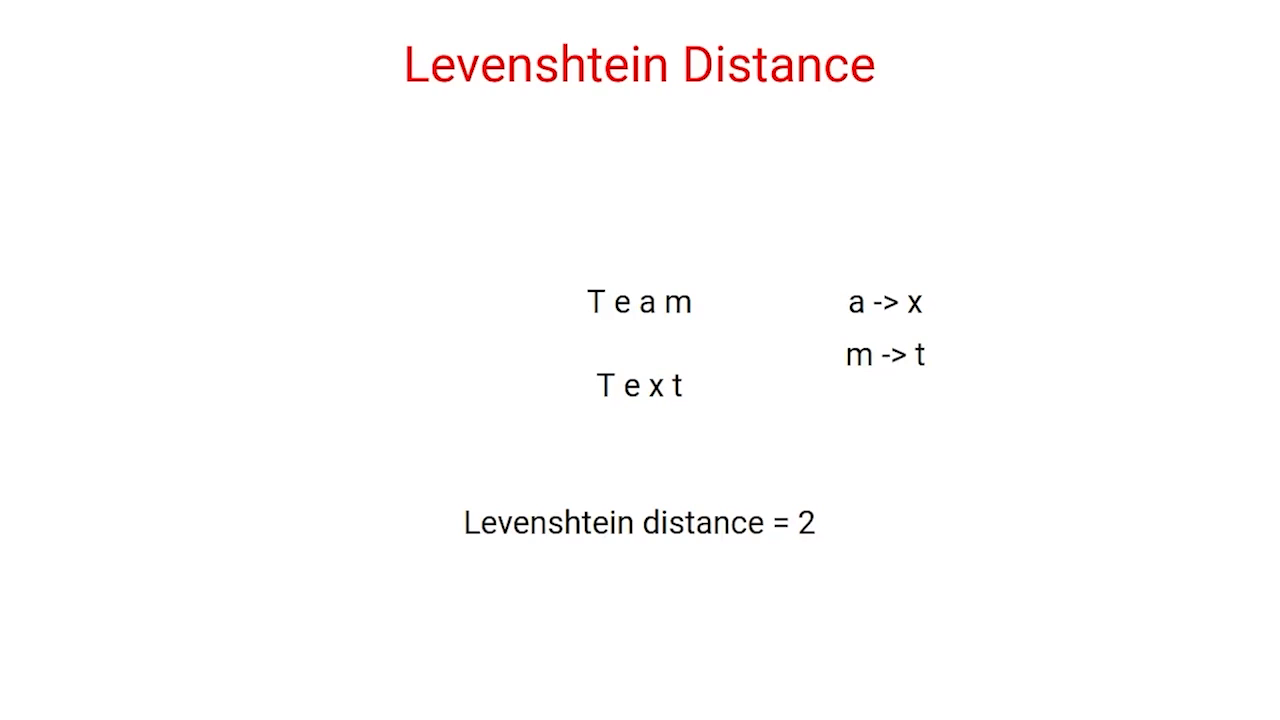 Levenshtein Distance
T e a m
a -> x
m -> t
T e x t
Levenshtein distance = 2